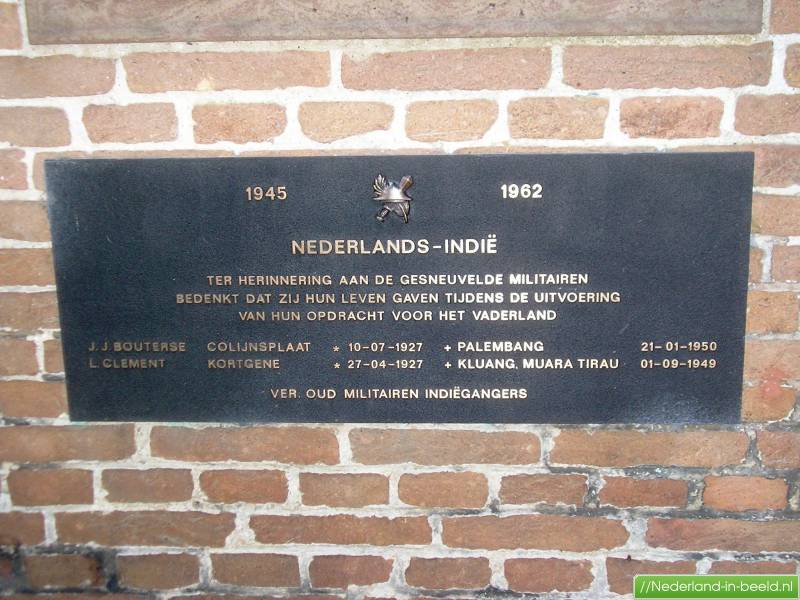 1945 1962
NEDERLANDS-INDIË
TER HERINNERING AAN DE GESNEUVELDE MILITAIREN
BEDENKT DAT ZIJ HUN LEVEN GAVEN TIJDENS DE UITVOERING
VAN HUN OPDRACHT VOOR HET VADERLAND
J.J. BOUTERSE COLIJNSPLAAT * 10-07-1927 + PALEMBANG 21-01-1950
L. CLEMENT KORTGENE * 27-04-1927 + KLUANG, MUARA TIRAU 01-09-1949
VER. OUD MILITAIREN INDIËGANGERS
//Nederland-in-beeld.nl